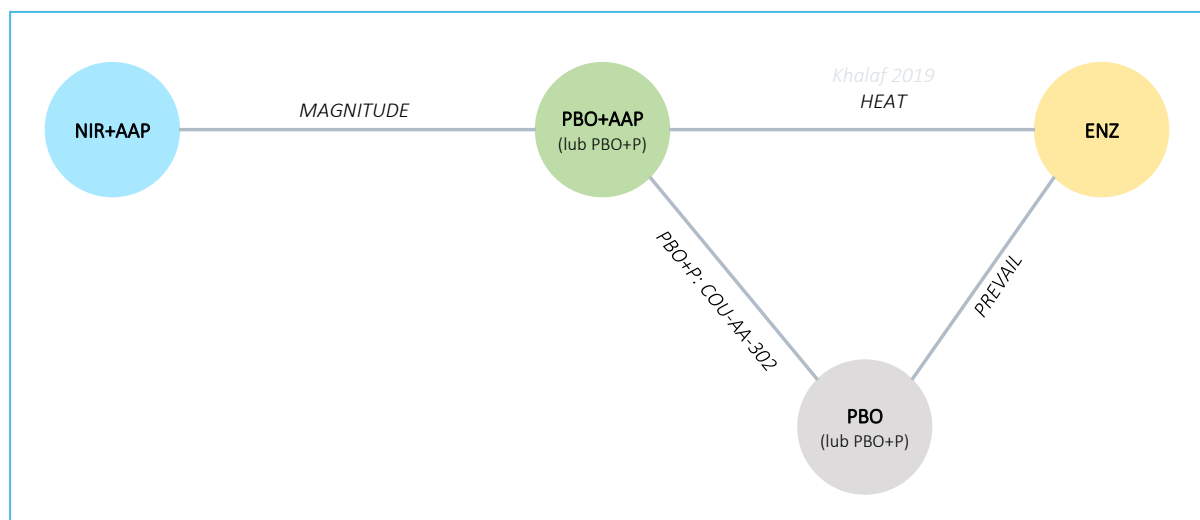 Khalaf 2019
HEAT
MAGNITUDE
NIR+AAP
PBO+AAP
(lub PBO+P)
ENZ
PBO+P: COU-AA-302
PREVAIL
PBO
(lub PBO+P)